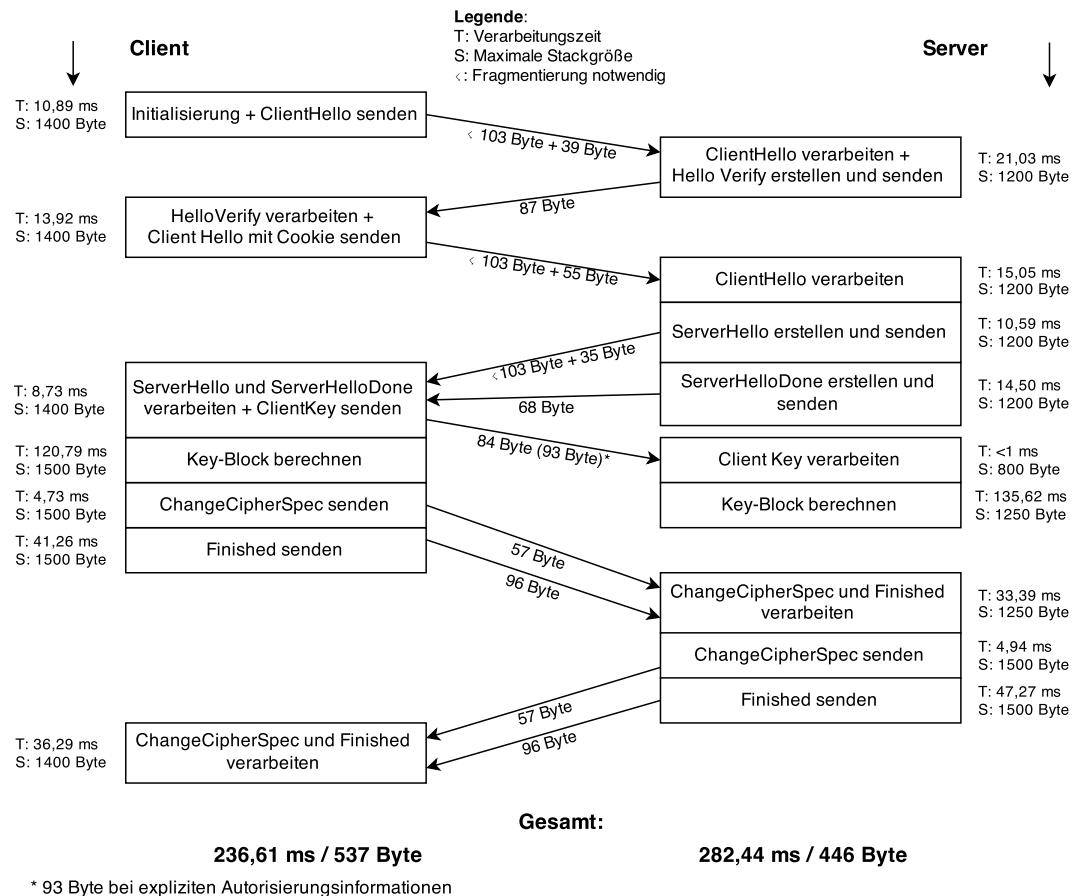 Legende:
T: Verarbeitungszeit
S: Maximale Stackgröße
<: Fragmentierung notwendig
Client
Server
T: 10,89 ms
S: 1400 Byte
Initialisierung + ClientHello senden
< 103 Byte + 39 Byte
ClientHello verarbeiten +
Hello Verify erstellen und senden
T: 21,03 ms
S: 1200 Byte
87 Byte
T: 13,92 ms
S: 1400 Byte
HelloVerify verarbeiten +
Client Hello mit Cookie senden
< 103 Byte + 55 Byte
ClientHello verarbeiten
T: 15,05 ms
S: 1200 Byte
ServerHello erstellen und senden
T: 10,59 ms
S: 1200 Byte
<103 Byte + 35 Byte
ServerHelloDone erstellen und
senden
T: 14,50 ms
S: 1200 Byte
68 Byte
T: 8,73 ms
S: 1400 Byte
ServerHello und ServerHelloDone
verarbeiten + ClientKey senden
84 Byte (93 Byte)*
Client Key verarbeiten
T: <1 ms
S: 800 Byte
T: 120,79 ms
S: 1500 Byte
Key-Block berechnen
Key-Block berechnen
T: 135,62 ms
S: 1250 Byte
T: 4,73 ms
S: 1500 Byte
ChangeCipherSpec senden
57 Byte
T: 41,26 ms
S: 1500 Byte
Finished senden
96 Byte
ChangeCipherSpec und Finished
verarbeiten
T: 33,39 ms
S: 1250 Byte
ChangeCipherSpec senden
T: 4,94 ms
S: 1500 Byte
57 Byte
Finished senden
T: 47,27 ms
S: 1500 Byte
96 Byte
T: 36,29 ms
S: 1400 Byte
ChangeCipherSpec und Finished
verarbeiten
Gesamt:
236,61 ms / 537 Byte
282,44 ms / 446 Byte
* 93 Byte bei expliziten Autorisierungsinformationen